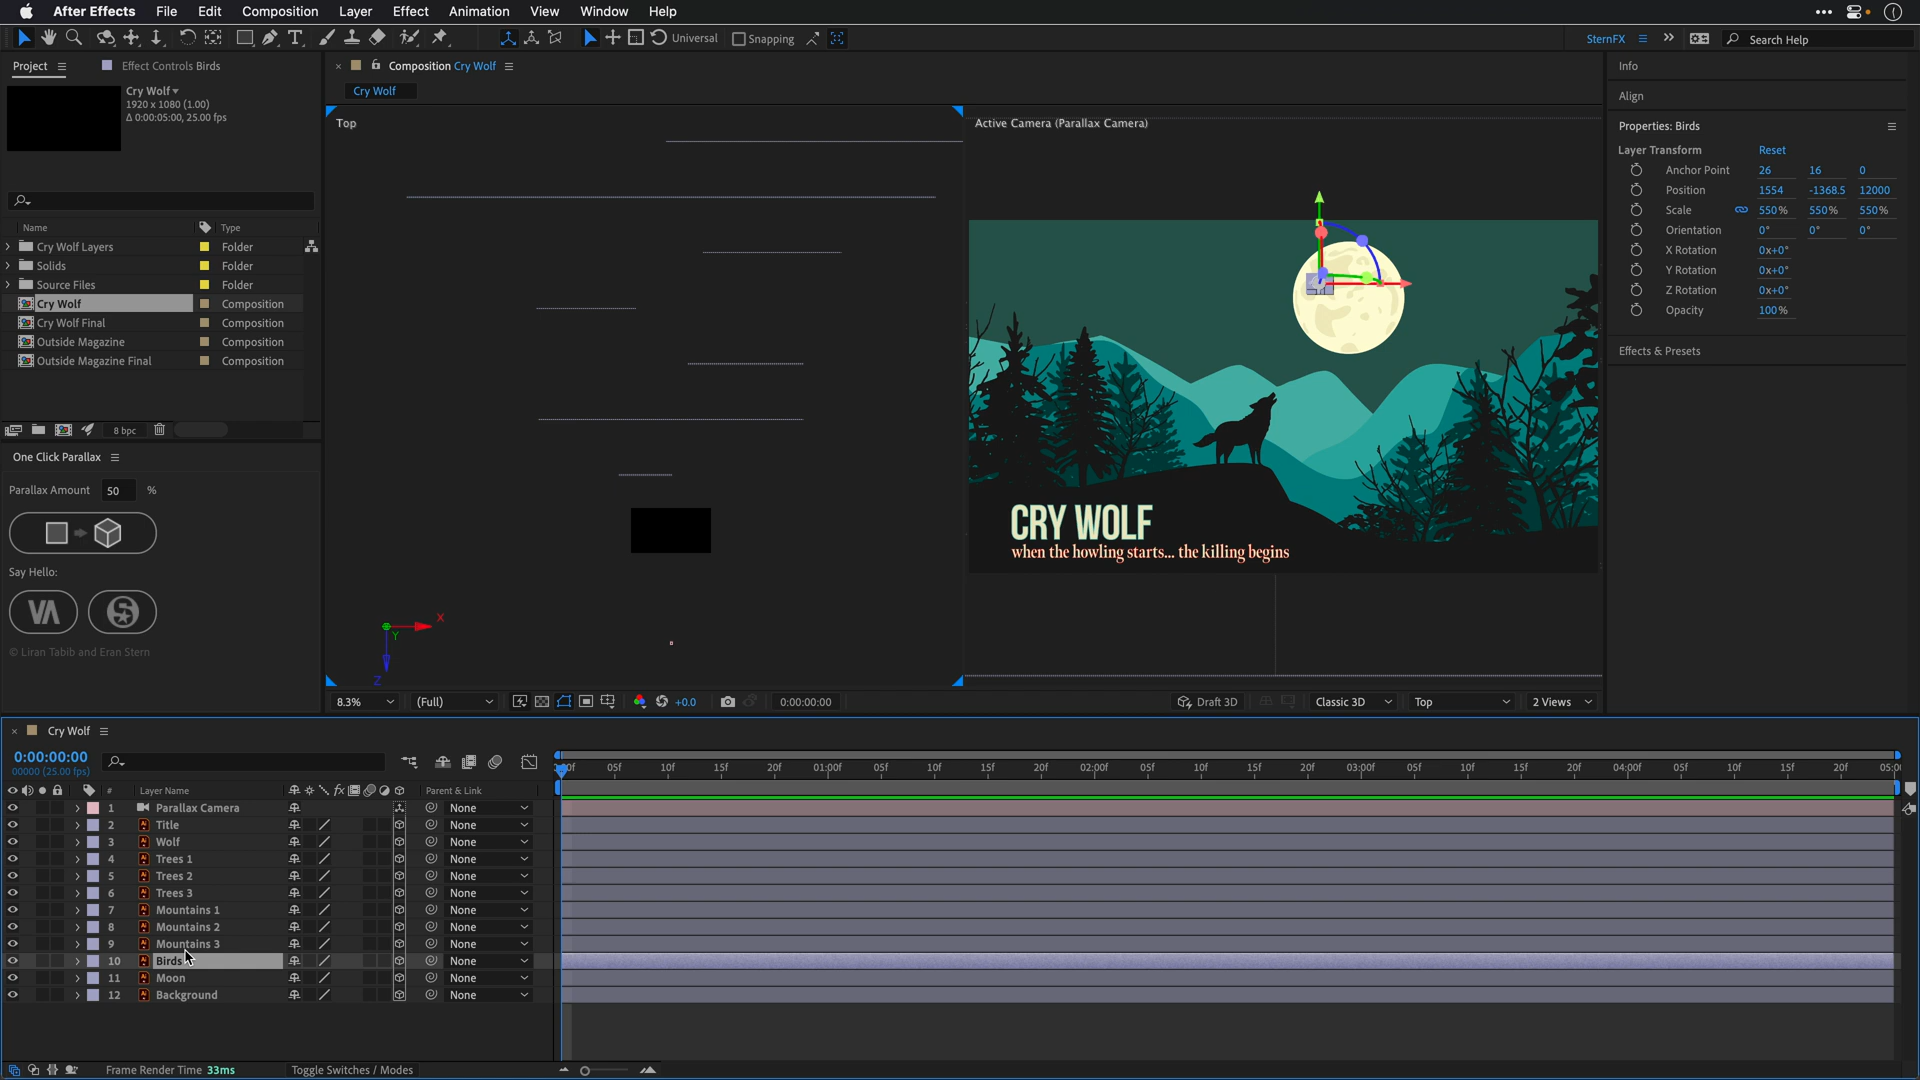 After Effects File Edit Composition Layer Effect Animation View Window Help
Universal Snapping SternFX Search Help
Project Effect Controls Birds
Cry Wolf
1920 x 1080 (1.00)
Δ 0:00:05:00, 25.00 fps
Name Type
Cry Wolf Layers Folder
Solids Folder
Source Files Folder
Cry Wolf Composition
Cry Wolf Final Composition
Outside Magazine Composition
Outside Magazine Final Composition
8 bpc
One Click Parallax
Parallax Amount 50 %
Say Hello:
© Liran Tabib and Eran Stern
Composition Cry Wolf
Cry Wolf
Top
X
Y
Z
Active Camera (Parallax Camera)
CRY WOLF
when the howling starts... the killing begins
8.3% (Full) +0.0 0:00:00:00 Draft 3D Classic 3D Top 2 Views
Info
Align
Properties: Birds
Layer Transform Reset
Anchor Point 26 16 0
Position 1554 -1368.5 12000
Scale 550% 550% 550%
Orientation 0° 0° 0°
X Rotation 0x+0°
Y Rotation 0x+0°
Z Rotation 0x+0°
Opacity 100%
Effects & Presets
Cry Wolf
0:00:00:00
00000 (25.00 fps)
05f 10f 15f 20f 01:00f 05f 10f 15f 20f 02:00f 05f 10f 15f 20f 03:00f 05f 10f 15f 20f 04:00f 05f 10f 15f 20f
# Layer Name fx Parent & Link
1 Parallax Camera None
2 Title None
3 Wolf None
4 Trees 1 None
5 Trees 2 None
6 Trees 3 None
7 Mountains 1 None
8 Mountains 2 None
9 Mountains 3 None
10 Birds None
11 Moon None
12 Background None
Frame Render Time 33ms Toggle Switches / Modes